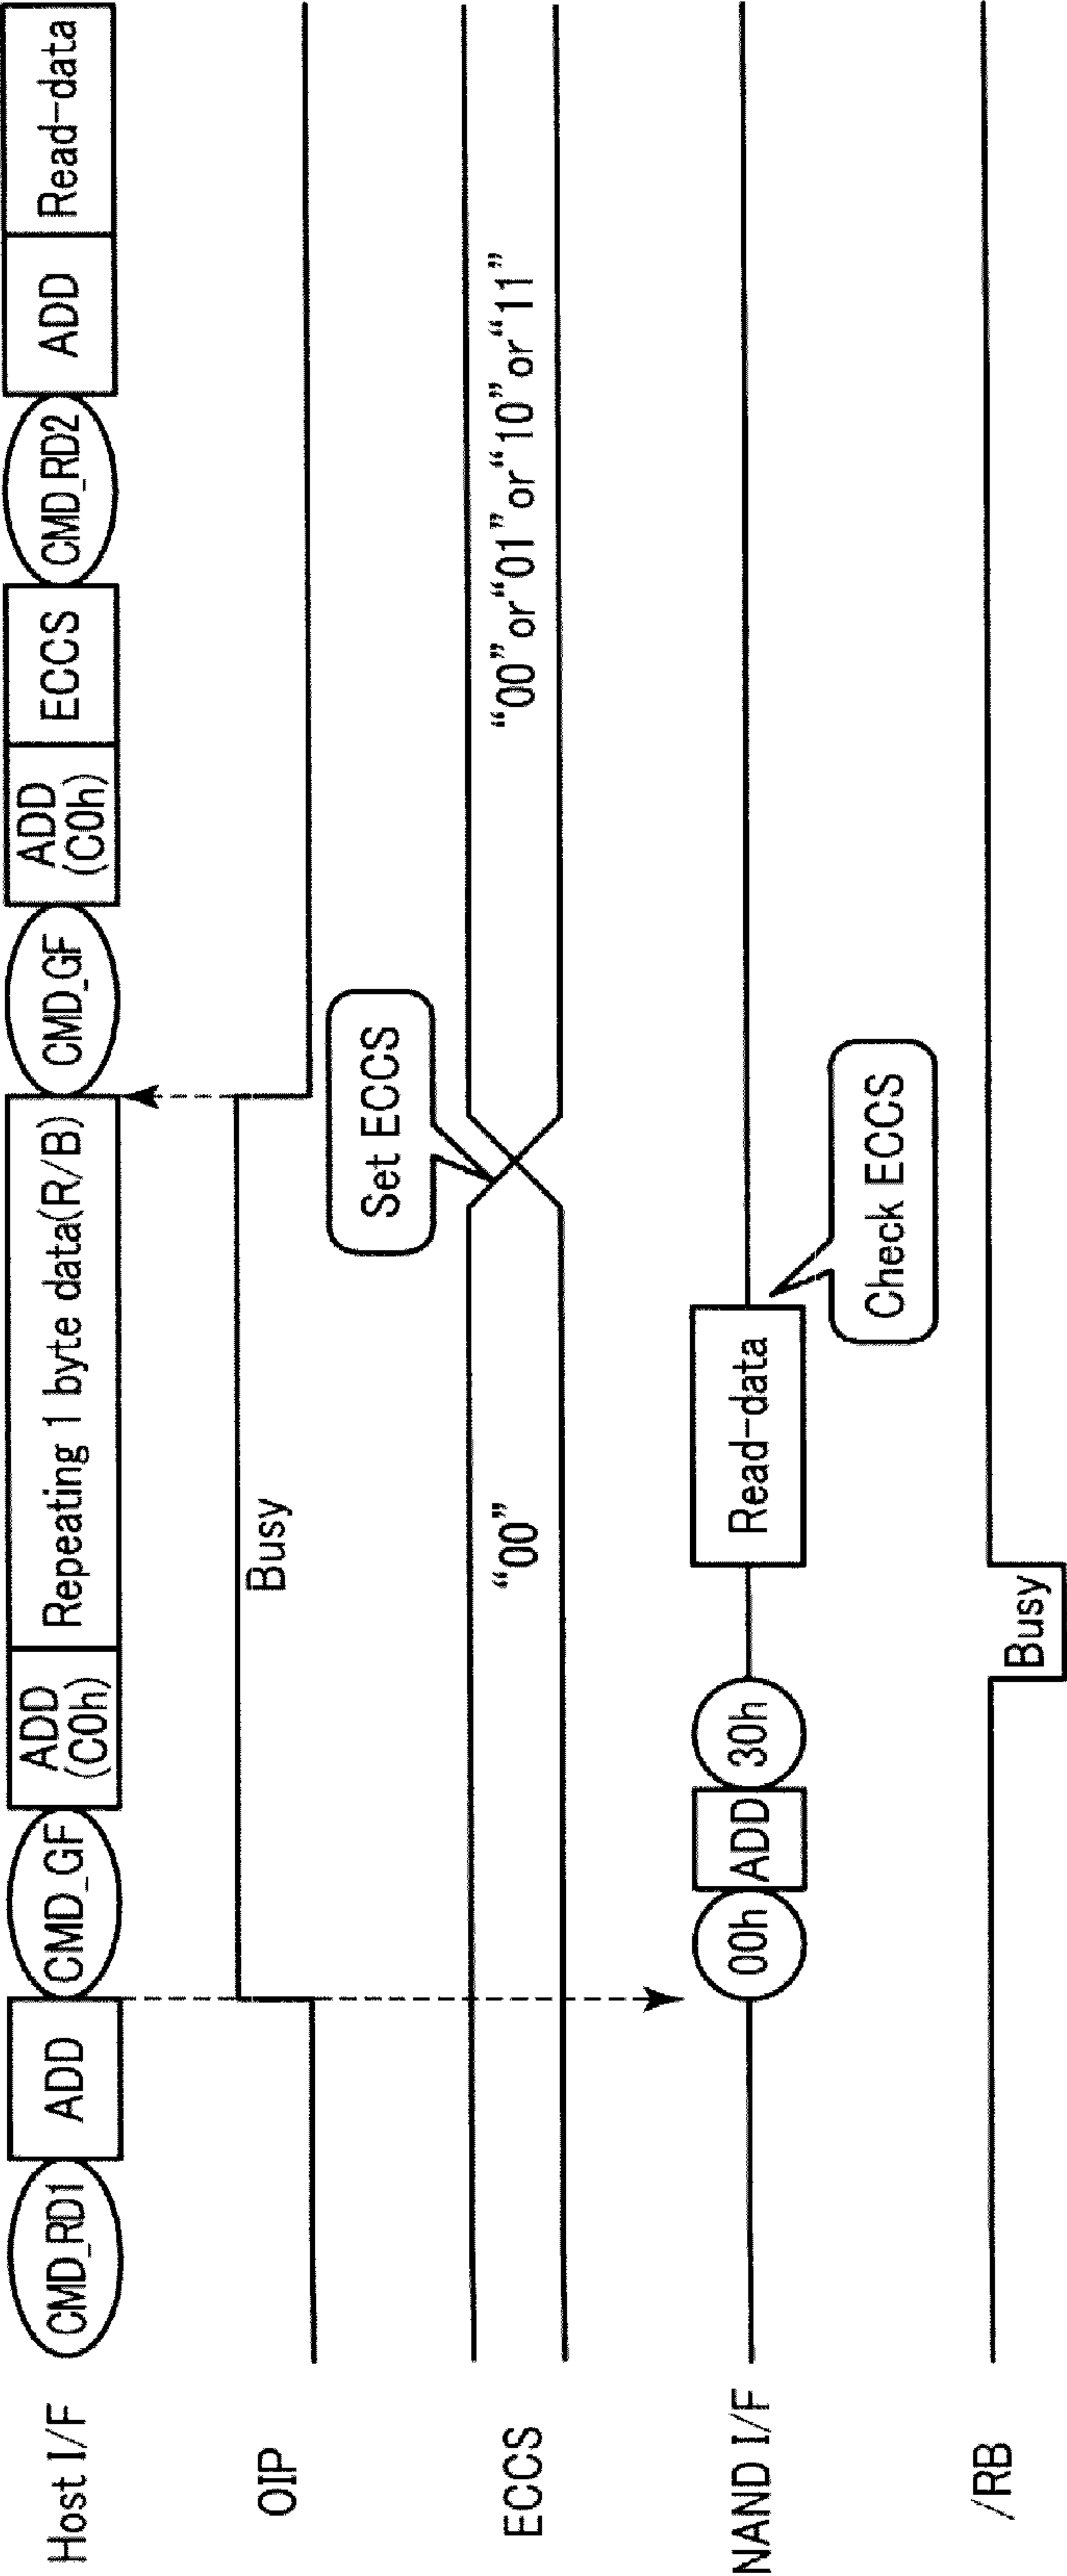 Host I/F
CMD_RD1
ADD
CMD_GF
ADD
(C0h)
Repeating 1 byte data(R/B)
CMD_GF
ADD
(C0h)
ECCS
CMD_RD2
ADD
Read-data
OIP
Busy
Set ECCS
ECCS
“00”
“00” or “01” or “10” or “11”
NAND I/F
00h
ADD
30h
Read-data
Check ECCS
/RB
Busy